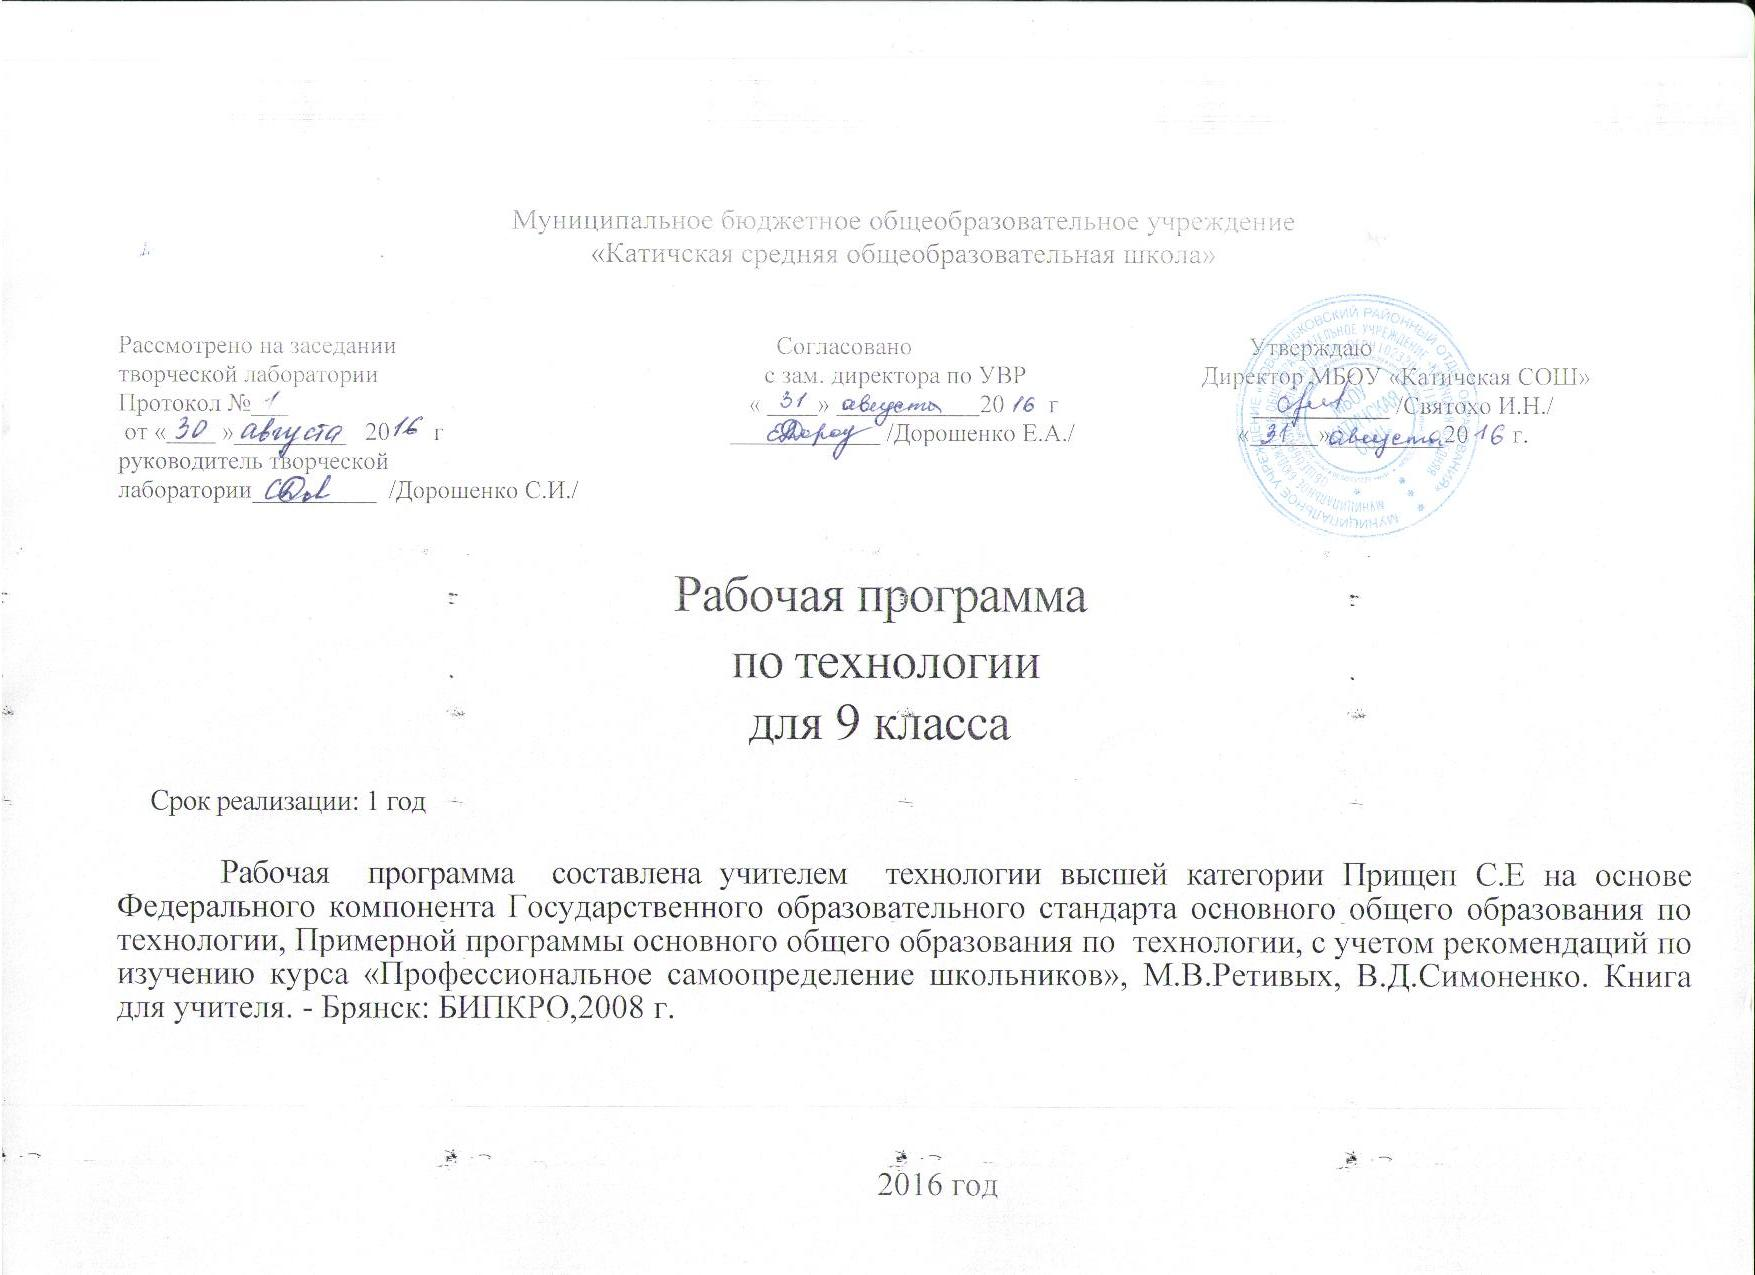 Муниципальное бюджетное общеобразовательное учреждение
«Катичская средняя общеобразовательная школа»
Рассмотрено на заседании
творческой лаборатории
Протокол № 1
от « 30 » августа 2016 г
руководитель творческой
лаборатории /Дорошенко С.И./
Согласовано
с зам. директора по УВР
« 31 » августа 2016 г
/Дорошенко Е.А./
Утверждаю
Директор МБОУ «Катичская СОШ»
/Святохо И.Н./
« 31 » августа 2016 г.
Рабочая программа
по технологии
для 9 класса
Срок реализации: 1 год
Рабочая программа составлена учителем технологии высшей категории Прищеп С.Е на основе
Федерального компонента Государственного образовательного стандарта основного общего образования по
технологии, Примерной программы основного общего образования по технологии, с учетом рекомендаций по
изучению курса «Профессиональное самоопределение школьников», М.В.Ретивых, В.Д.Симоненко. Книга
для учителя. - Брянск: БИПКРО,2008 г.
2016 год